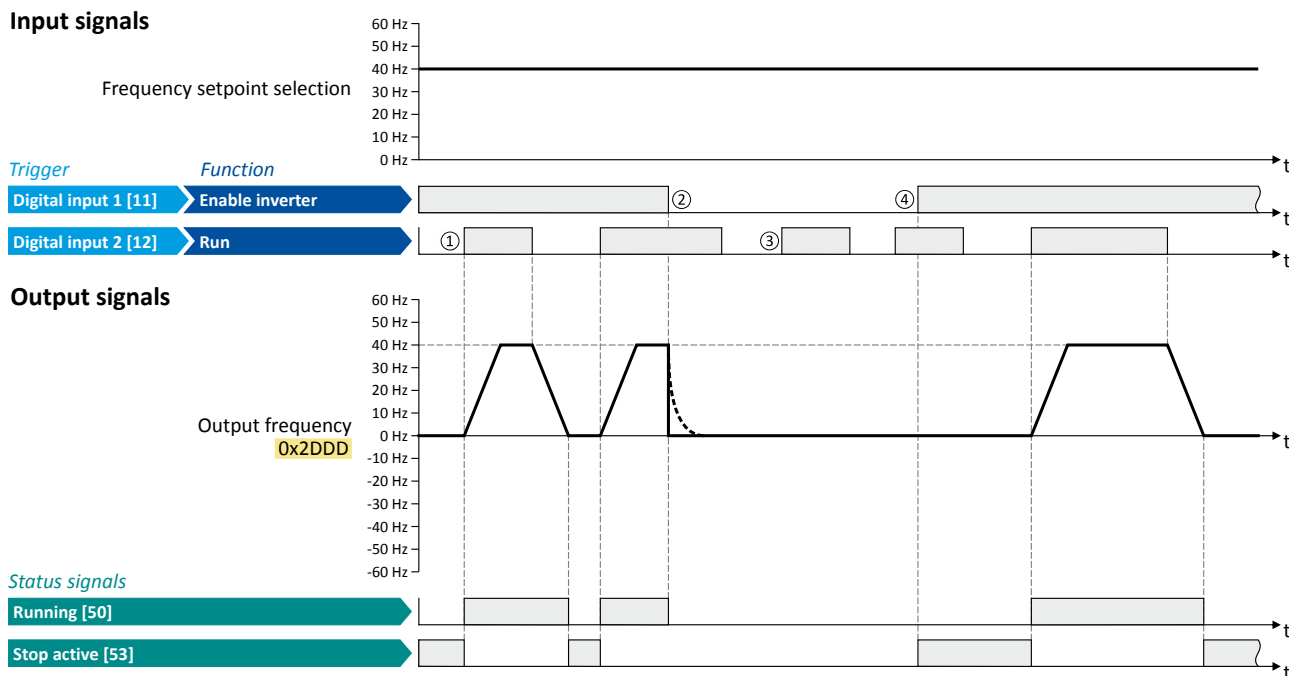 Input signals
60 Hz
50 Hz
40 Hz
Frequency setpoint selection
30 Hz
20 Hz
10 Hz
0 Hz
t
Trigger Function
Digital input 1 [11] Enable inverter ② ④
t
Digital input 2 [12] Run ① ③
t
Output signals
60 Hz
50 Hz
40 Hz
30 Hz
20 Hz
10 Hz
Output frequency
0 Hz
t
0x2DDD
-10 Hz
-20 Hz
-30 Hz
-40 Hz
-50 Hz
-60 Hz
Status signals
Running [50]
t
Stop active [53]
t